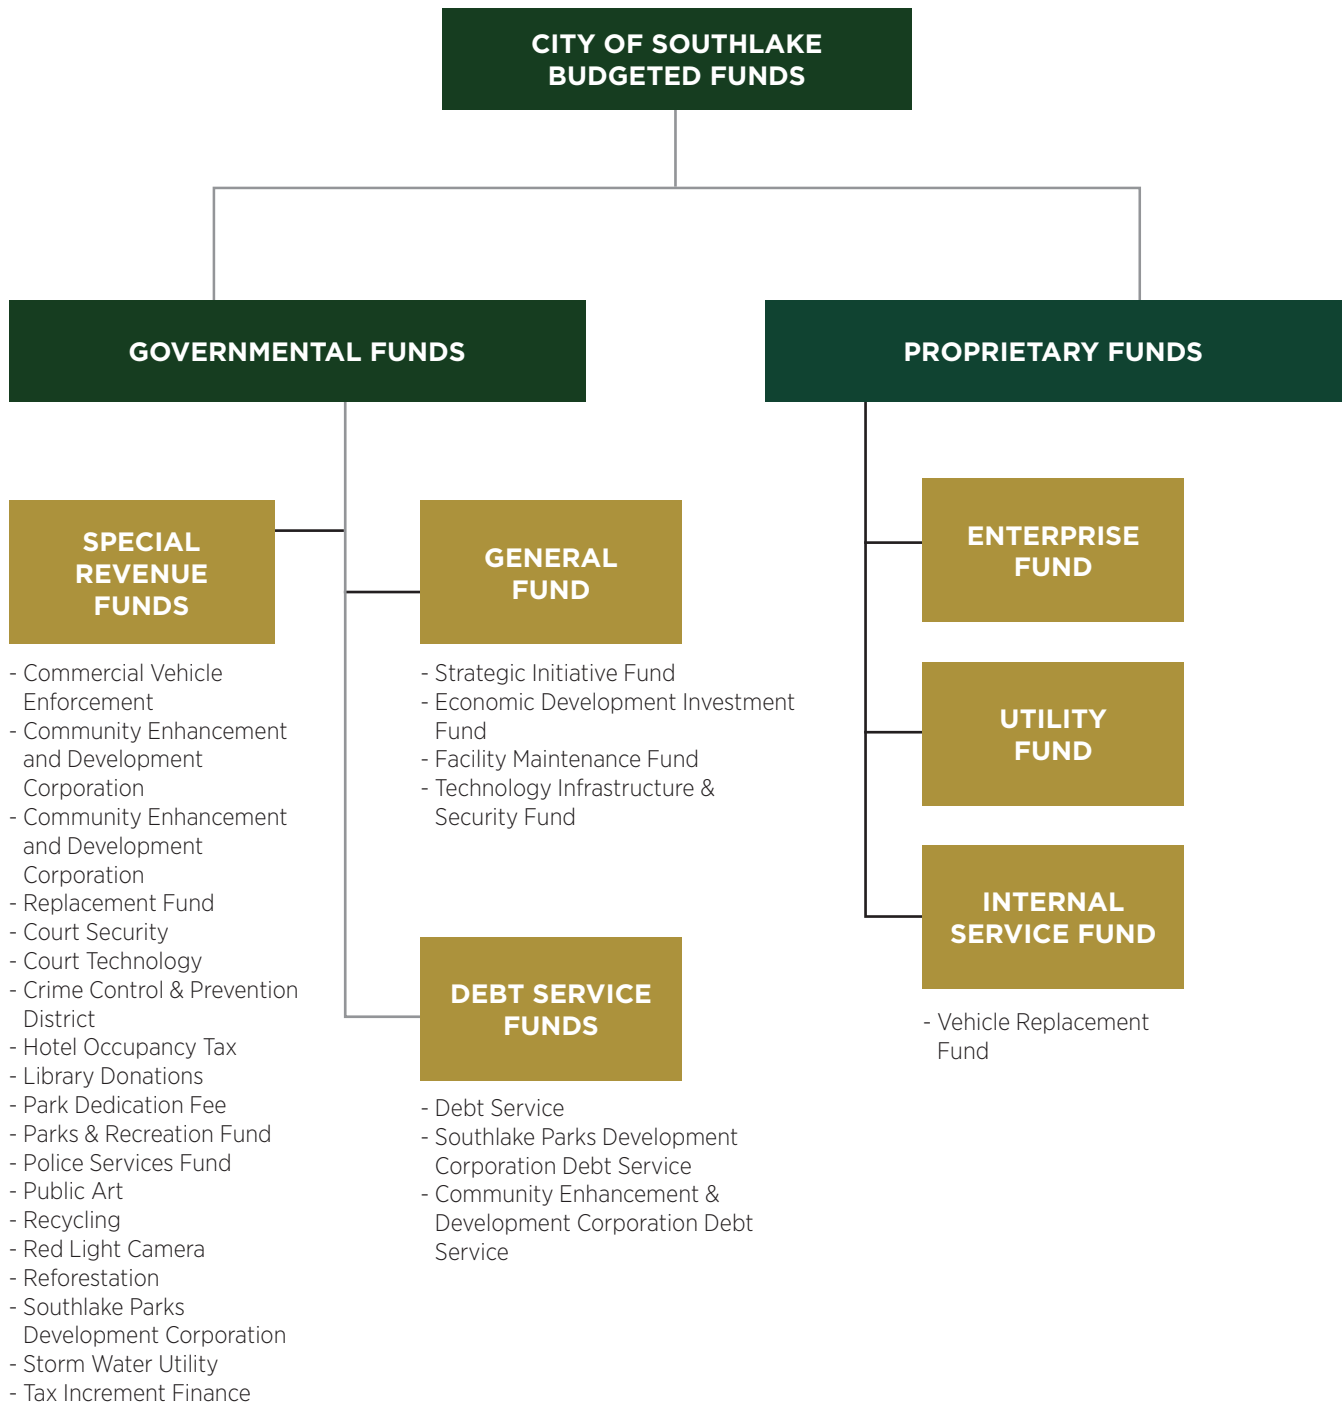 CITY OF SOUTHLAKE
BUDGETED FUNDS
GOVERNMENTAL FUNDS
PROPRIETARY FUNDS
SPECIAL
REVENUE
FUNDS
- Commercial Vehicle
Enforcement
- Community Enhancement
and Development
Corporation
- Community Enhancement
and Development
Corporation
- Replacement Fund
- Court Security
- Court Technology
- Crime Control & Prevention
District
- Hotel Occupancy Tax
- Library Donations
- Park Dedication Fee
- Parks & Recreation Fund
- Police Services Fund
- Public Art
- Recycling
- Red Light Camera
- Reforestation
- Southlake Parks
Development Corporation
- Storm Water Utility
- Tax Increment Finance
GENERAL
FUND
- Strategic Initiative Fund
- Economic Development Investment
Fund
- Facility Maintenance Fund
- Technology Infrastructure &
Security Fund
DEBT SERVICE
FUNDS
- Debt Service
- Southlake Parks Development
Corporation Debt Service
- Community Enhancement &
Development Corporation Debt
Service
ENTERPRISE
FUND
UTILITY
FUND
INTERNAL
SERVICE FUND
- Vehicle Replacement
Fund